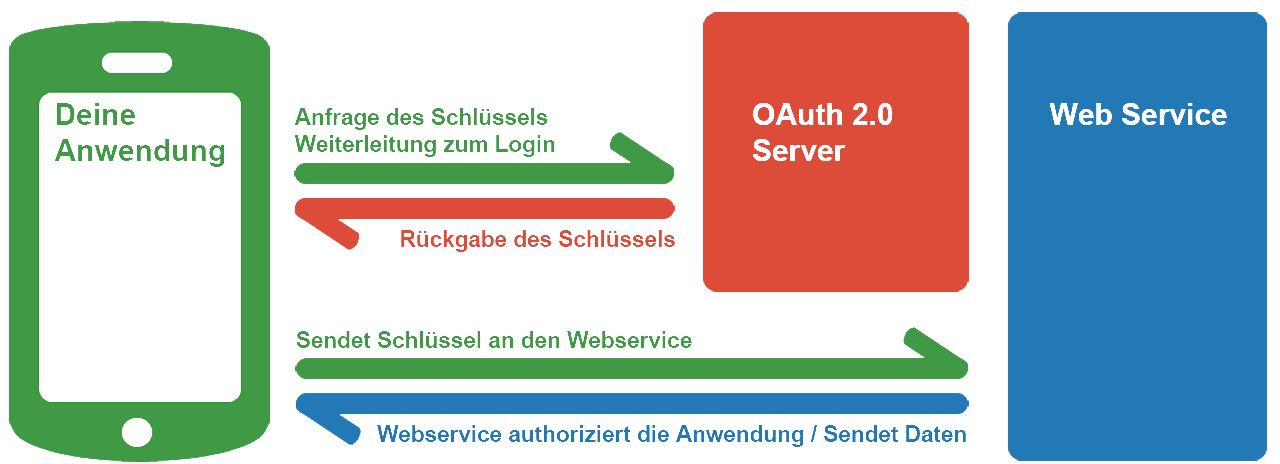 Deine
Anwendung
Anfrage des Schlüssels
Weiterleitung zum Login
OAuth 2.0
Server
Web Service
Rückgabe des Schlüssels
Sendet Schlüssel an den Webservice
Webservice authoriziert die Anwendung / Sendet Daten